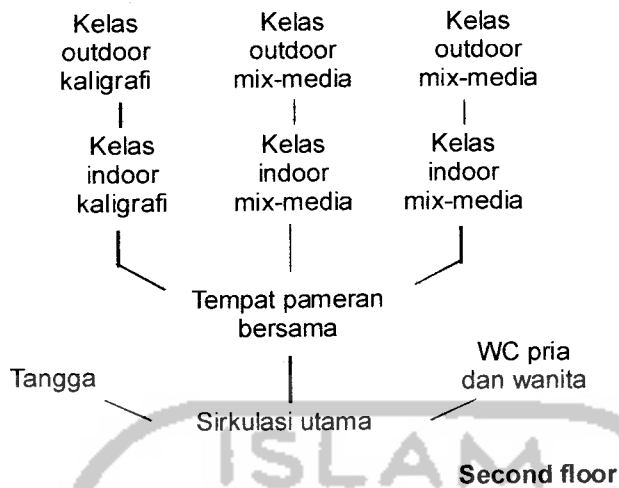 Kelas
outdoor
kaligrafi
Kelas
outdoor
mix-media
Kelas
outdoor
mix-media
Kelas
indoor
kaligrafi
Kelas
indoor
mix-media
Kelas
indoor
mix-media
Tempat pameran
bersama
Tangga
WC pria
dan wanita
Sirkulasi utama
ISLAM
Second floor